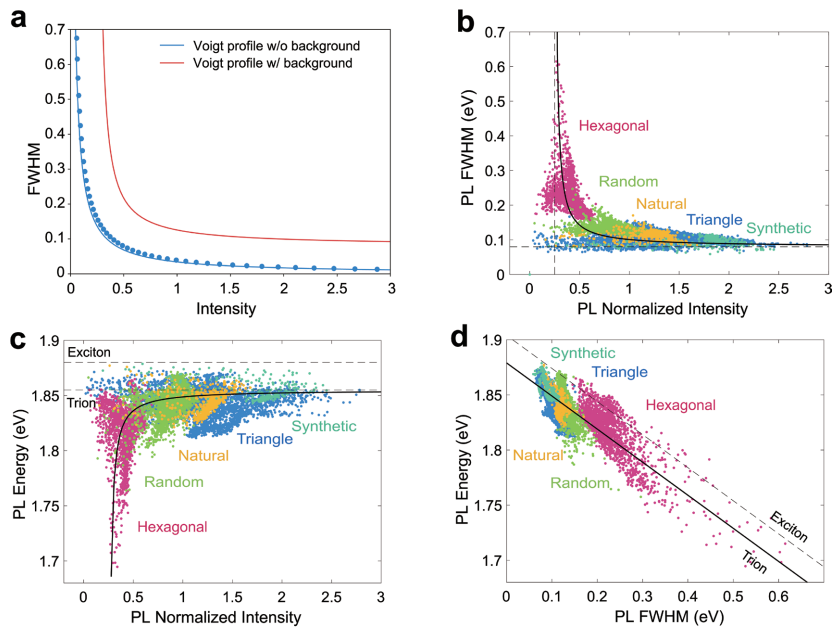 a
0.7
0.6
0.5
0.4
0.3
0.2
0.1
0
FWHM
Voigt profile w/o background
Voigt profile w/ background
0.5
1
1.5
2
2.5
3
Intensity
b
0.7
0.6
0.5
0.4
0.3
0.2
0.1
0
PL FWHM (eV)
Hexagonal
Random
Natural
Triangle
Synthetic
0
0.5
1
1.5
2
2.5
3
PL Normalized Intensity
c
1.9
1.85
1.8
1.75
1.7
PL Energy (eV)
Exciton
Trion
Synthetic
Triangle
Natural
Random
Hexagonal
0
0.5
1
1.5
2
2.5
3
PL Normalized Intensity
d
1.9
1.85
1.8
1.75
1.7
PL Energy (eV)
Synthetic
Triangle
Hexagonal
Natural
Random
Exciton
Trion
0
0.1
0.2
0.3
0.4
0.5
0.6
PL FWHM (eV)